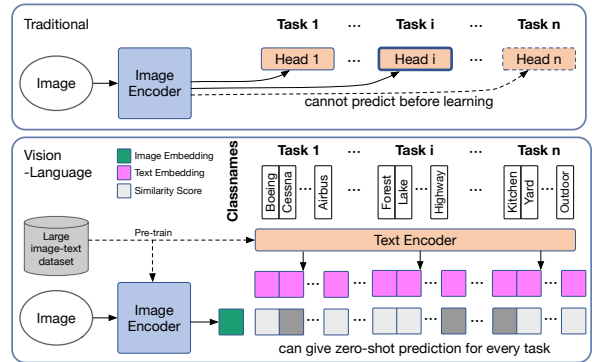 Traditional
Task 1 ... Task i ... Task n
Image
Image
Encoder
Head 1 ... Head i ... Head n
cannot predict before learning
Vision
-Language
Image Embedding
Text Embedding
Similarity Score
Classnames
Task 1 ... Task i ... Task n
Boeing
Cessna
...
Airbus
...
Forest
Lake
...
Highway
...
Kitchen
Yard
...
Outdoor
Large
image-text
dataset
Pre-train
Text Encoder
... ... ... ... ...
Image
Image
Encoder
... ... ... ... ...
can give zero-shot prediction for every task